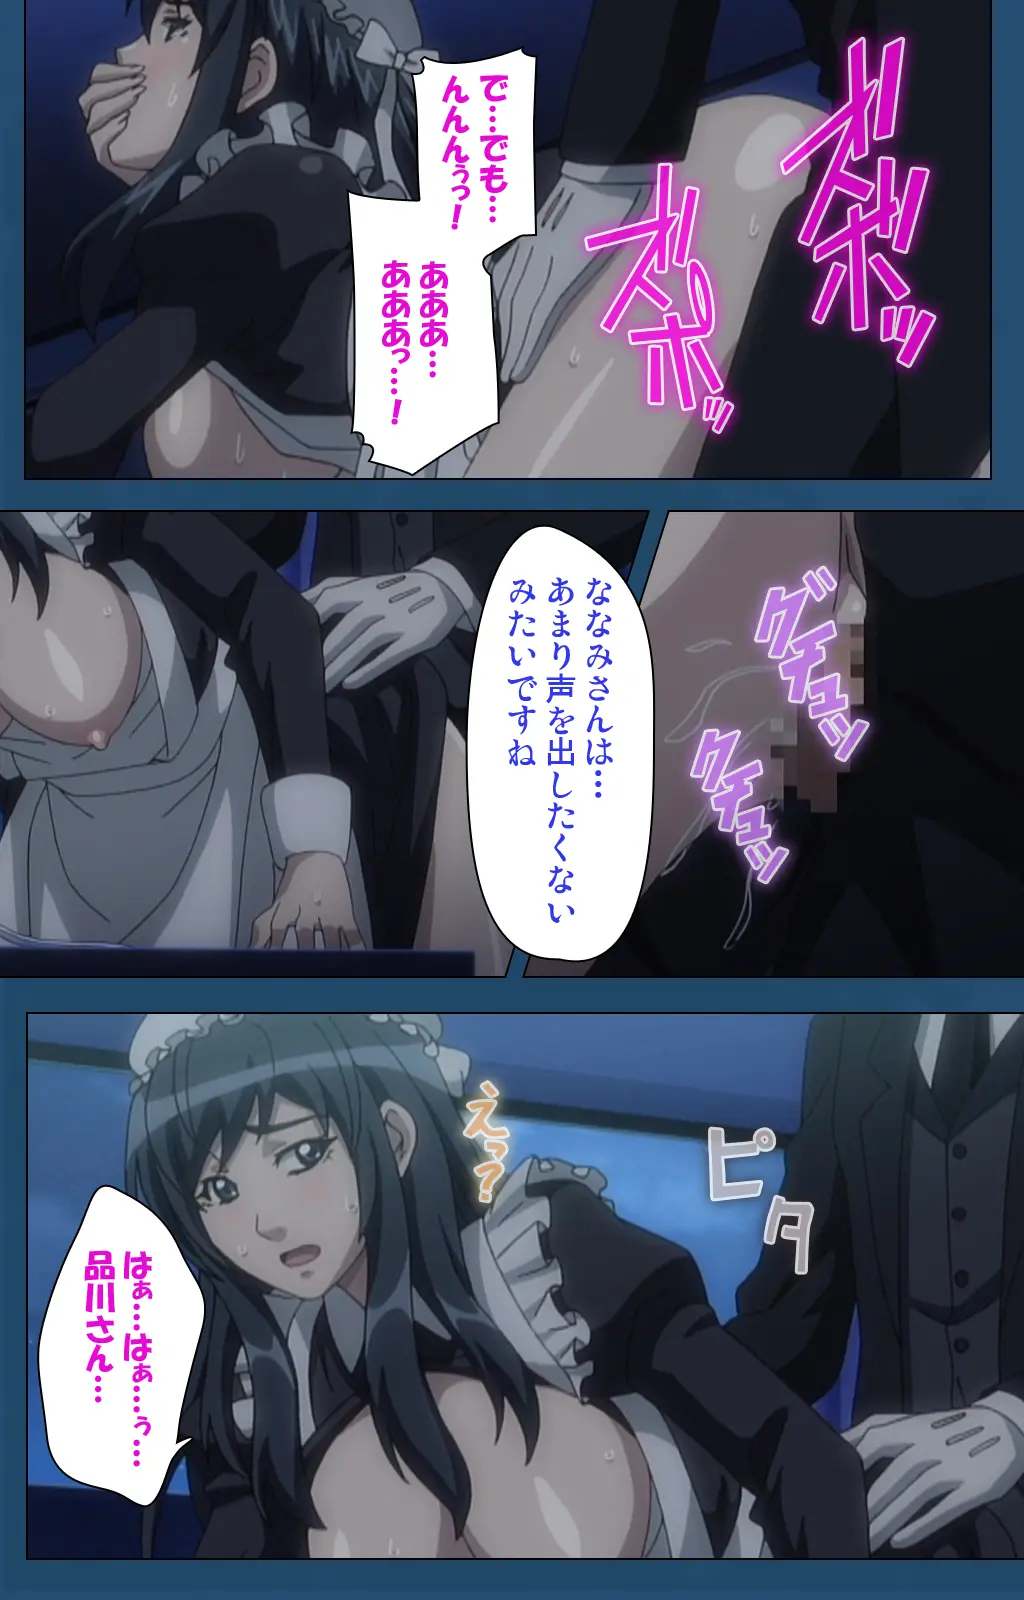 で…でも…
んんんぅっ！
あああ…
あああっ…！
ズボッ
ズポッ
グチュッ
グチュッ
ななみさんは…
あまり声を出したくない
みたいですね
ピタ
えっ？
はぁ…はぁ…ぅ…
品川さん…